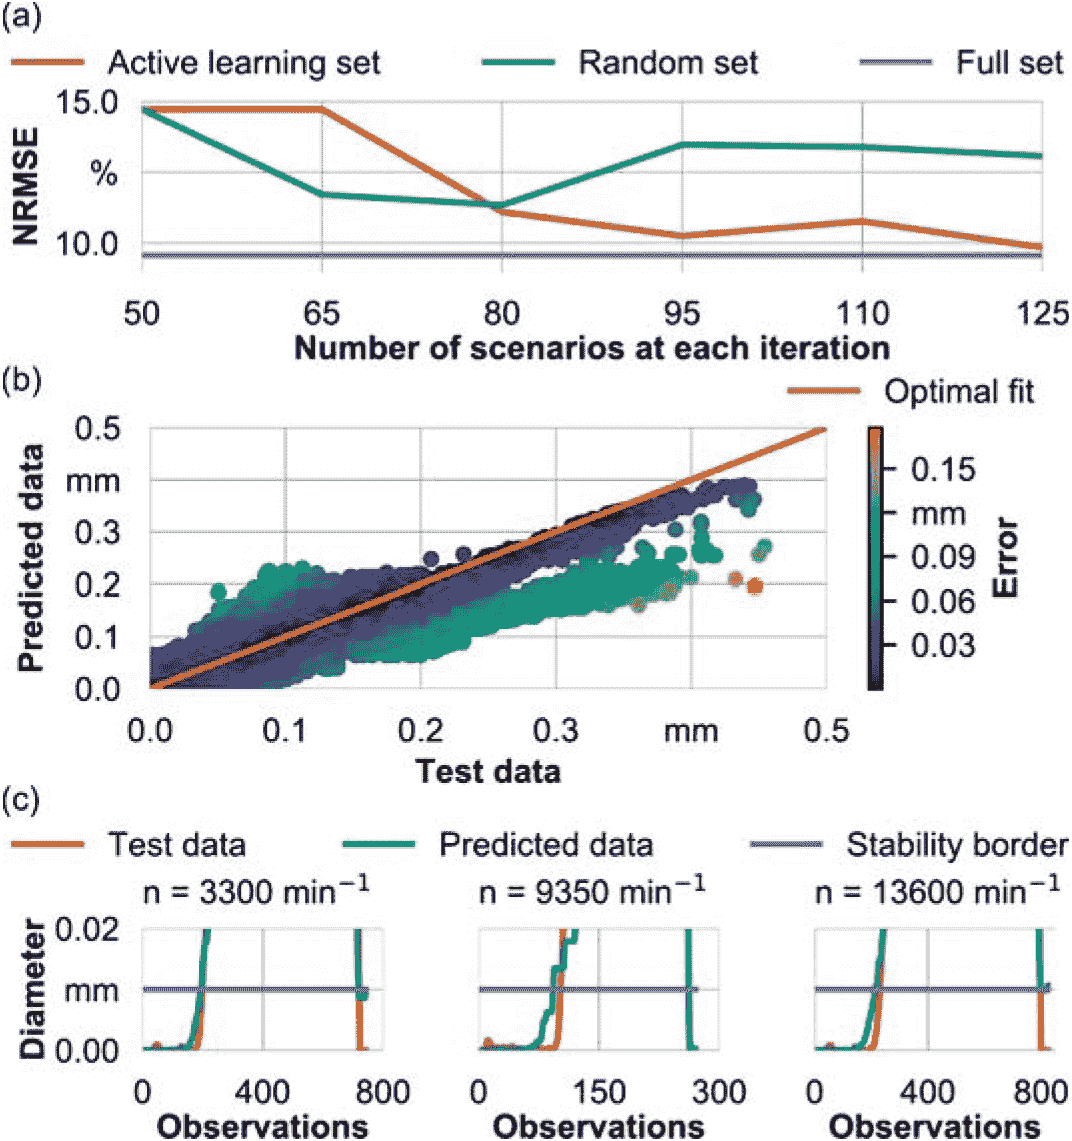 (a)
Active learning set Random set Full set
15.0
%
10.0
NRMSE
50 65 80 95 110 125
Number of scenarios at each iteration
(b)
Optimal fit
0.5
mm
0.3
0.2
0.1
0.0
Predicted data
0.15
mm
0.09
0.06
0.03
Error
0.0 0.1 0.2 0.3 mm 0.5
Test data
(c)
Test data Predicted data Stability border
n = 3300 min⁻¹ n = 9350 min⁻¹ n = 13600 min⁻¹
0.02
mm
0.00
Diameter
0 400 800 0 150 300 0 400 800
Observations Observations Observations